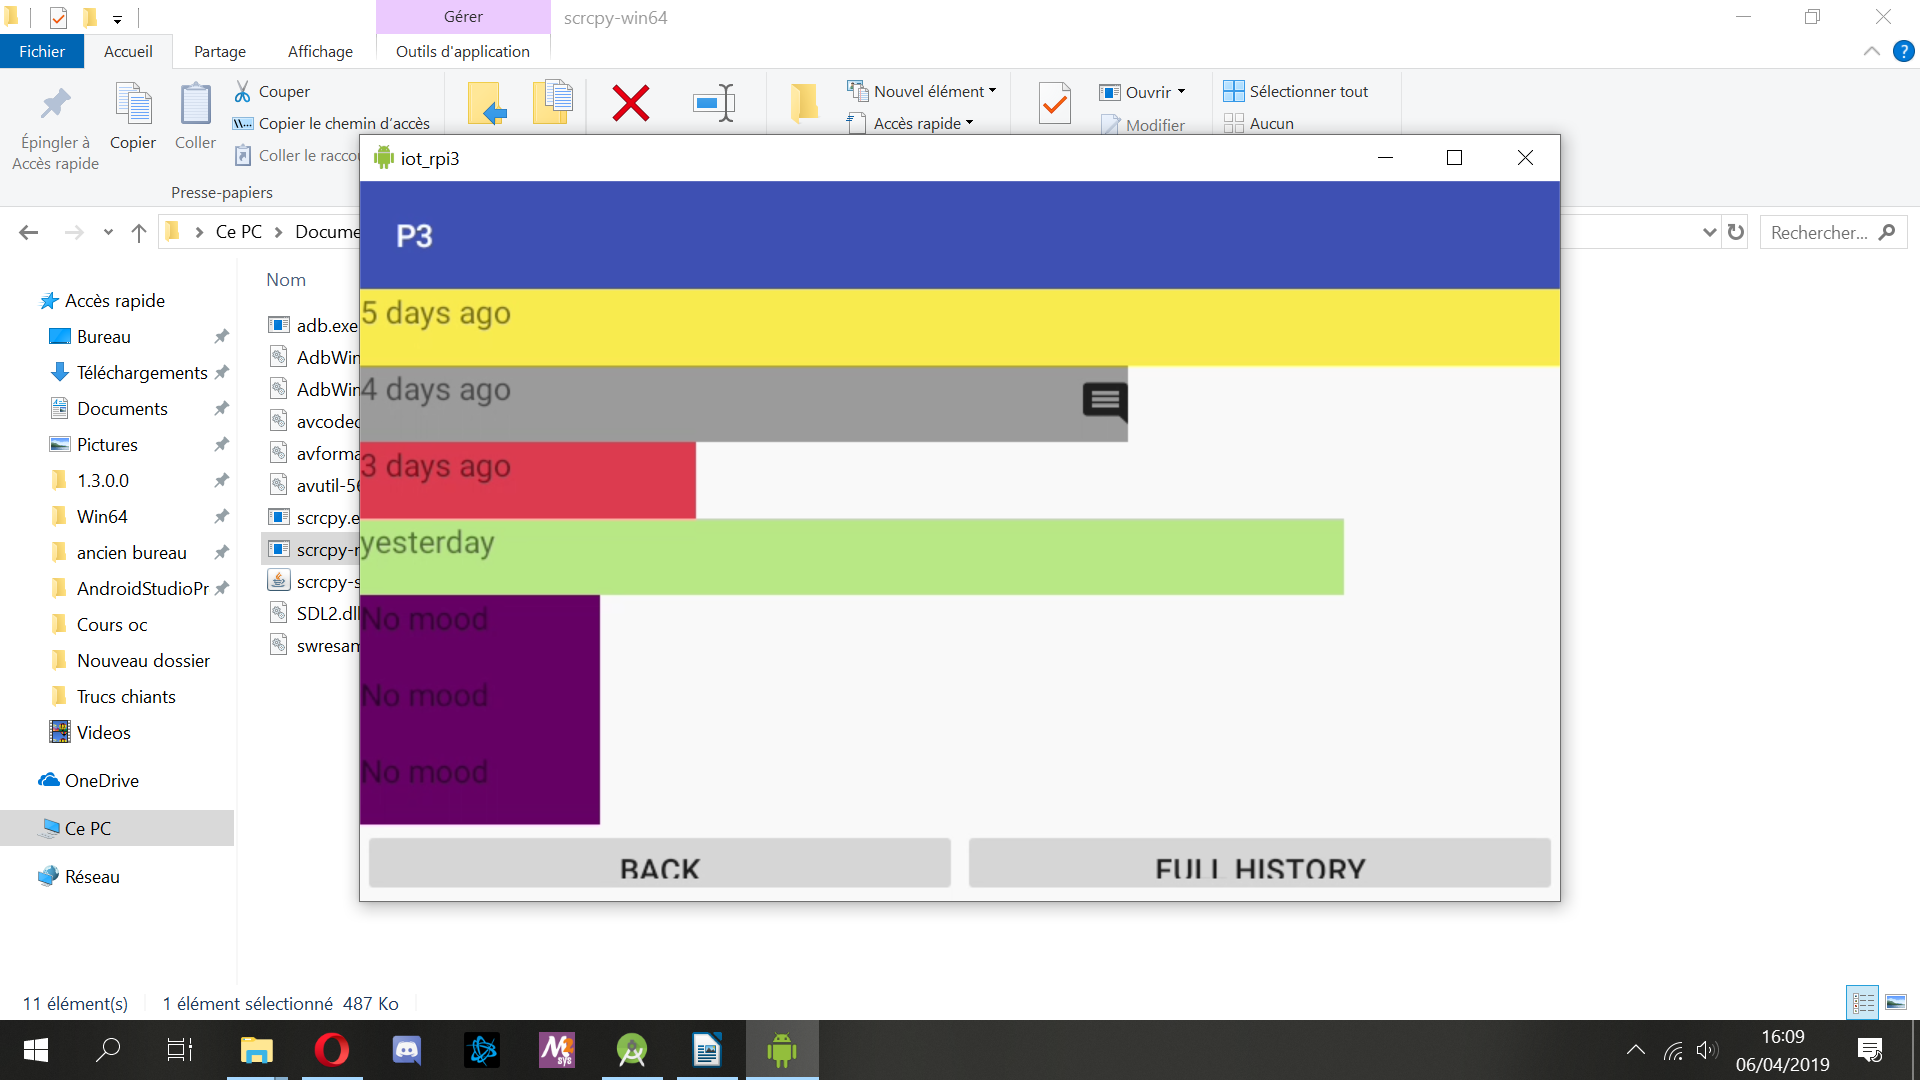 Gérer
scrcpy-win64
Fichier
Accueil
Partage
Affichage
Outils d'application
Épingler à
Accès rapide
Copier
Coller
Couper
Copier le chemin d'accès
Coller le racco
Presse-papiers
Nouvel élément
Accès rapide
Ouvrir
Modifier
Sélectionner tout
Aucun
Ce PC
Docume
Rechercher...
iot_rpi3
P3
5 days ago
4 days ago
3 days ago
yesterday
No mood
No mood
No mood
BACK
FULL HISTORY
Nom
adb.exe
AdbWin
AdbWin
avcodec
avforma
avutil-56
scrcpy.e
scrcpy-n
scrcpy-s
SDL2.dll
swresam
Accès rapide
Bureau
Téléchargements
Documents
Pictures
1.3.0.0
Win64
ancien bureau
AndroidStudioPr
Cours oc
Nouveau dossier
Trucs chiants
Videos
OneDrive
Ce PC
Réseau
11 élément(s)
1 élément sélectionné 487 Ko
sys
16:09
06/04/2019